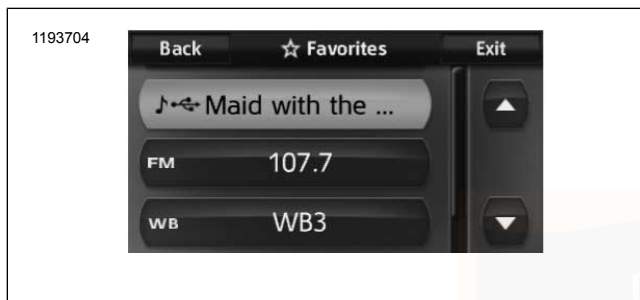 1193704
Back ☆ Favorites Exit
Maid with the ...
FM 107.7
WB WB3